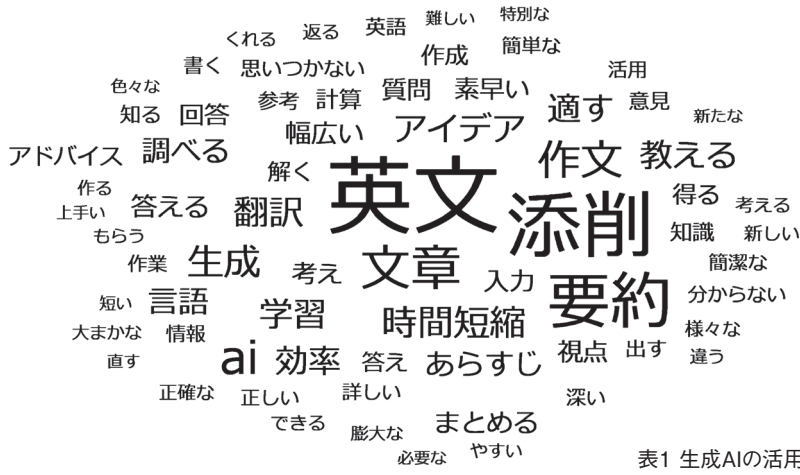 特別な
難しい
英語
返る
くれる
簡単な
作成
書く
思いつかない
活用
色々な
質問
素早い
知る
回答
参考
計算
適す
意見
新たな
アイデア
幅広い
アドバイス
調べる
作文
教える
解く
英文
作る
上手い
答える
翻訳
添削
得る
考える
もらう
知識
新しい
作業
生成
考え
文章
入力
簡潔な
短い
言語
要約
分からない
大まかな
情報
学習
時間短縮
様々な
直す
ai
効率
答え
あらすじ
視点
出す
違う
正確な
正しい
詳しい
深い
できる
膨大な
まとめる
必要な
やすい
表1 生成AIの活用